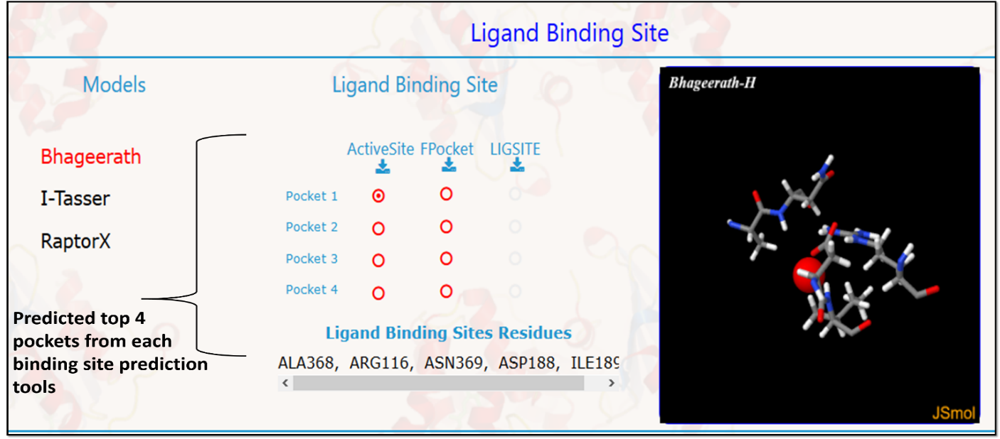 Ligand Binding Site
Models
Ligand Binding Site
Bhageerath-H
Bhageerath
I-Tasser
RaptorX
ActiveSite FPocket LIGSITE
Pocket 1
Pocket 2
Pocket 3
Pocket 4
Predicted top 4
pockets from each
binding site prediction
tools
Ligand Binding Sites Residues
ALA368, ARG116, ASN369, ASP188, ILE189
JSmol